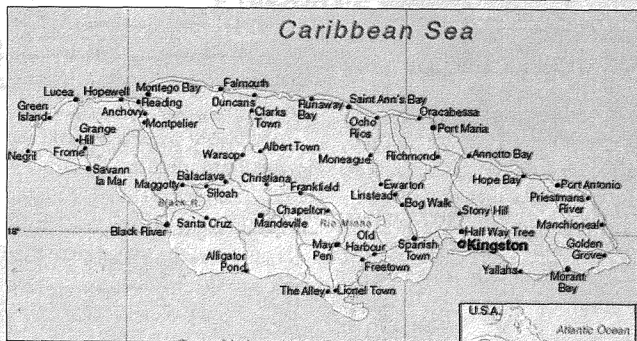 Caribbean Sea
Montego Bay
Falmouth
Lucea
Hopewell
Reading
Duncans
Runaway
Bay
Saint Ann's Bay
Green
Island
Anchovy
Montpelier
Clarks
Town
Ocho
Rios
Oracabessa
Port Maria
Grange
Hill
Negril
Frome
Warsop
Albert Town
Moneague
Richmond
Annotto Bay
Savann
la Mar
Maggotty
Balaclava
Siloah
Christiana
Frankfield
Ewarton
Linstead
Bog Walk
Hope Bay
Port Antonio
Priestmans
River
Black R.
Chapelton
Rio Minho
Stony Hill
Manchioneal
Black River
Santa Cruz
Mandeville
Half Way Tree
Kingston
18°
May
Pen
Old
Harbour
Spanish
Town
Golden
Grove
Alligator
Pond
Freetown
Yallahs
Morant
Bay
The Alley
Lionel Town
U.S.A.
Atlantic Ocean